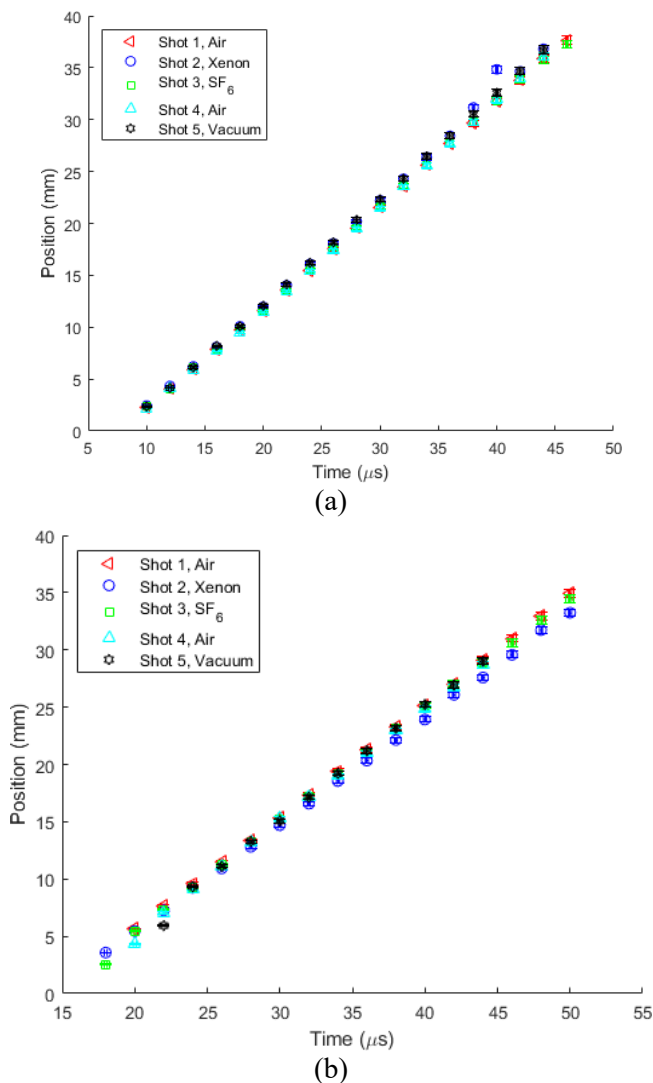 40
35
30
25
20
15
10
5
0
Position (mm)
Shot 1, Air
Shot 2, Xenon
Shot 3, SF6
Shot 4, Air
Shot 5, Vacuum
5 10 15 20 25 30 35 40 45 50
Time (μs)
(a)
40
35
30
25
20
15
10
5
0
Position (mm)
Shot 1, Air
Shot 2, Xenon
Shot 3, SF6
Shot 4, Air
Shot 5, Vacuum
15 20 25 30 35 40 45 50 55
Time (μs)
(b)